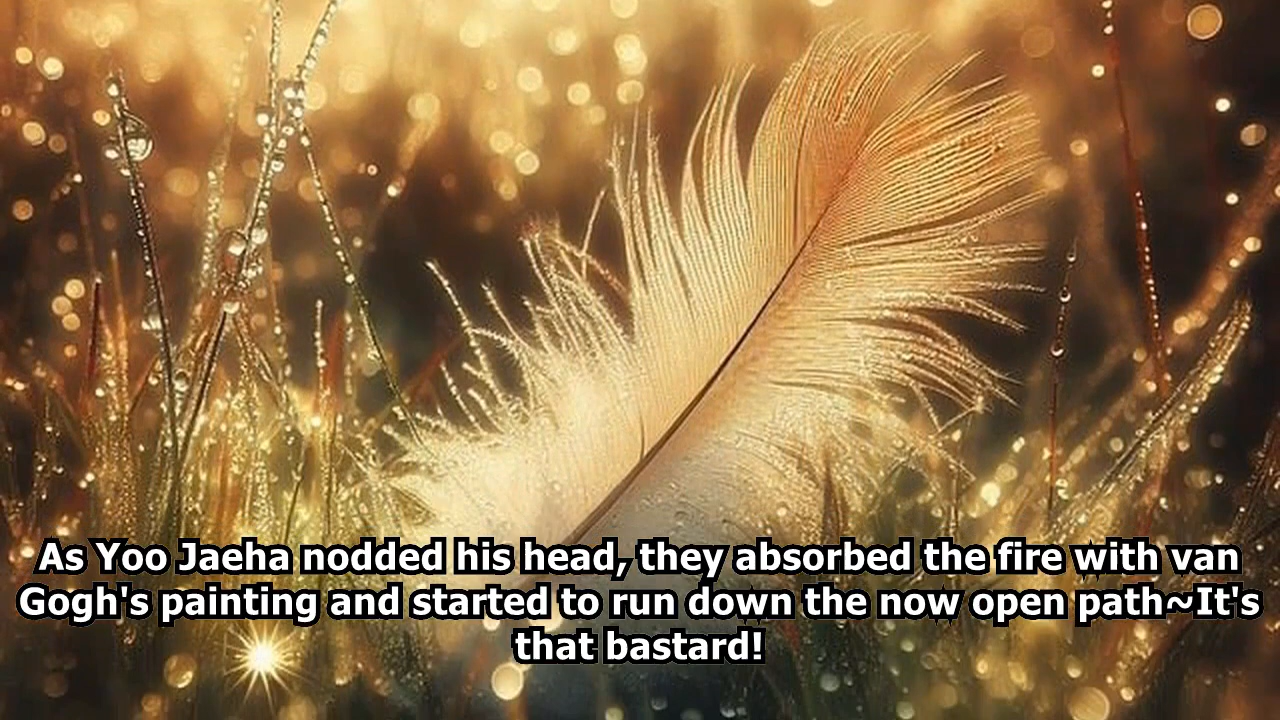 As Yoo Jaeha nodded his head, they absorbed the fire with van
Gogh's painting and started to run down the now open path~It's
that bastard!